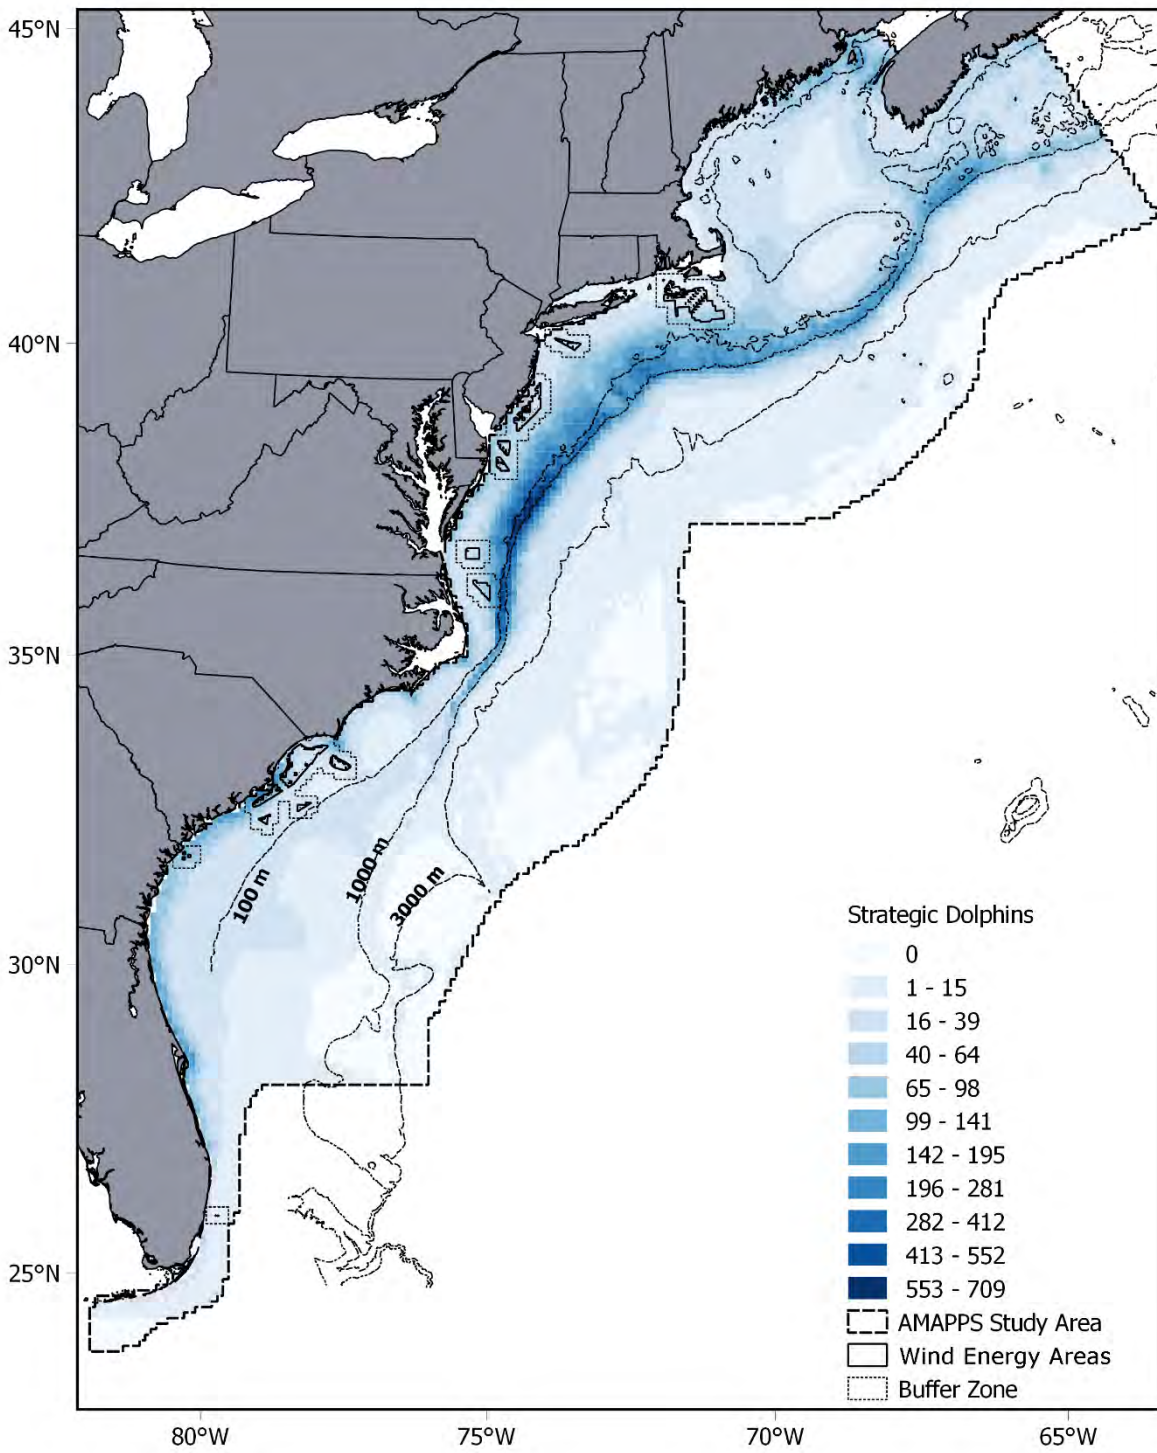 45°N
40°N
35°N
30°N
25°N
100 m
1000 m
3000 m
Strategic Dolphins
0
1 - 15
16 - 39
40 - 64
65 - 98
99 - 141
142 - 195
196 - 281
282 - 412
413 - 552
553 - 709
AMAPPS Study Area
Wind Energy Areas
Buffer Zone
80°W
75°W
70°W
65°W